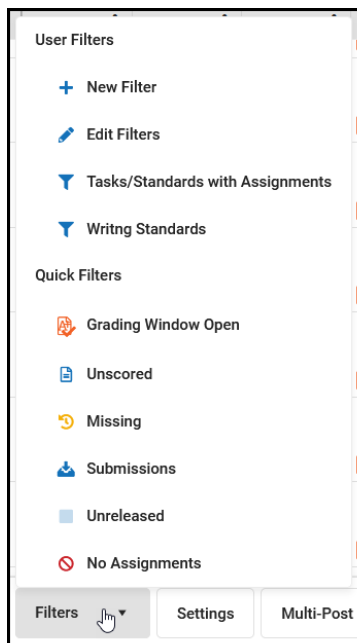 User Filters
New Filter
Edit Filters
Tasks/Standards with Assignments
Writng Standards
Quick Filters
Grading Window Open
Unscored
Missing
Submissions
Unreleased
No Assignments
Filters Settings Multi-Post